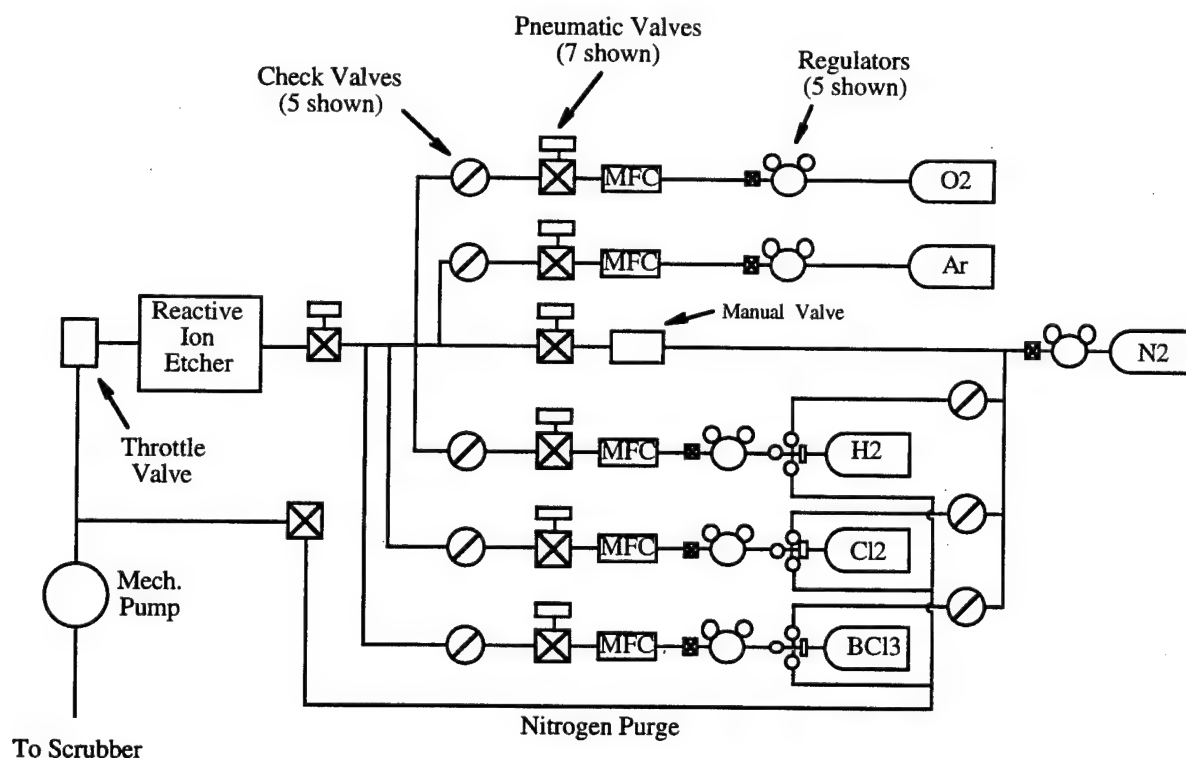 Pneumatic Valves
(7 shown)
Check Valves
(5 shown)
Regulators
(5 shown)
MFC
O2
MFC
Ar
Reactive
Ion
Etcher
Manual Valve
N2
Throttle
Valve
MFC
H2
MFC
Cl2
Mech.
Pump
MFC
BCl3
Nitrogen Purge
To Scrubber